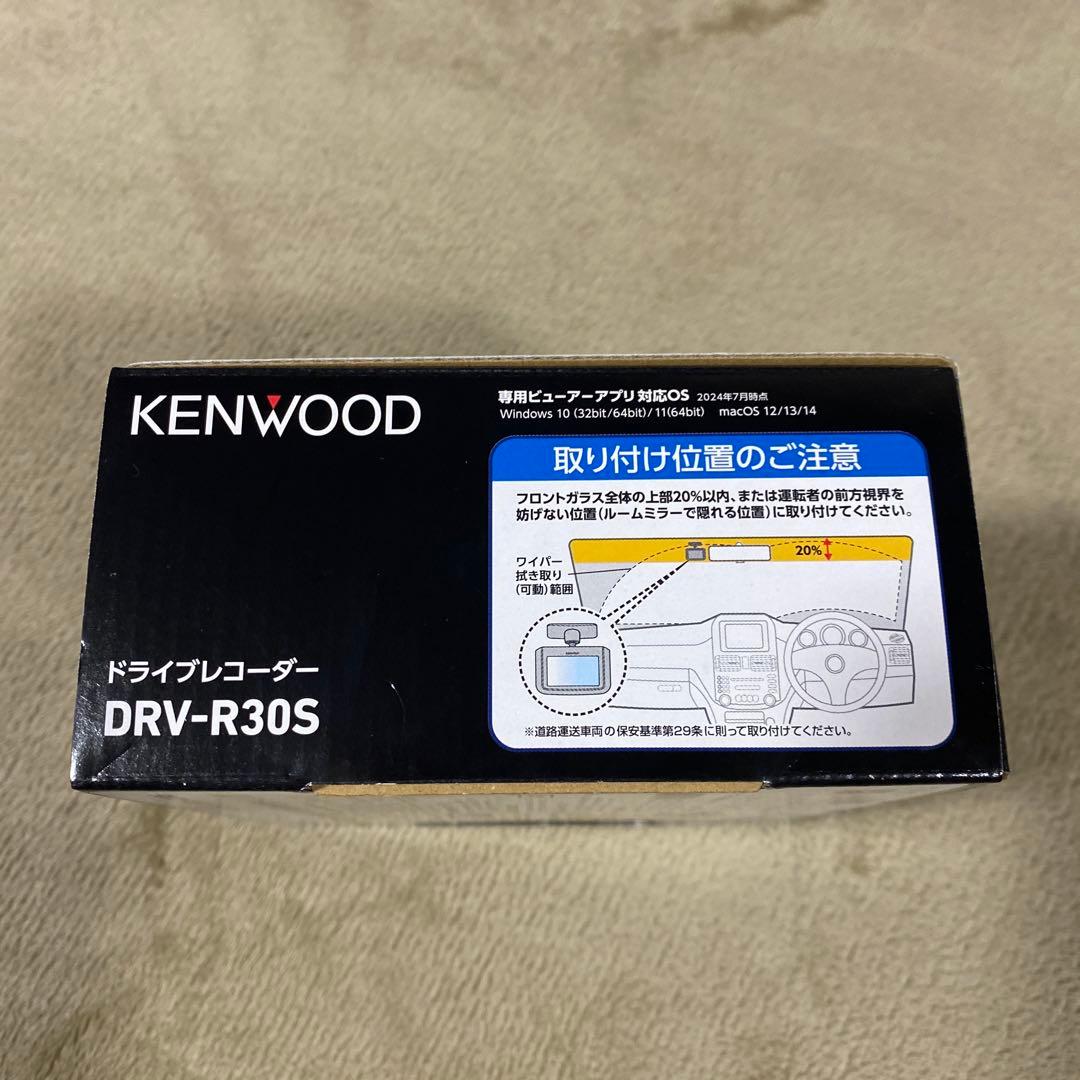 KENWOOD
専用ビューアーアプリ 対応OS 2024年7月時点
Windows 10 (32bit/64bit)/11(64bit) macOS 12/13/14
取り付け位置のご注意
フロントガラス全体の上部20%以内、または運転者の前方視界を
妨げない位置(ルームミラーで隠れる位置)に取り付けてください。
ワイパー
拭き取り
(可動)範囲
20%
※道路運送車両の保安基準第29条に則って取り付けてください。
ドライブレコーダー
DRV-R30S